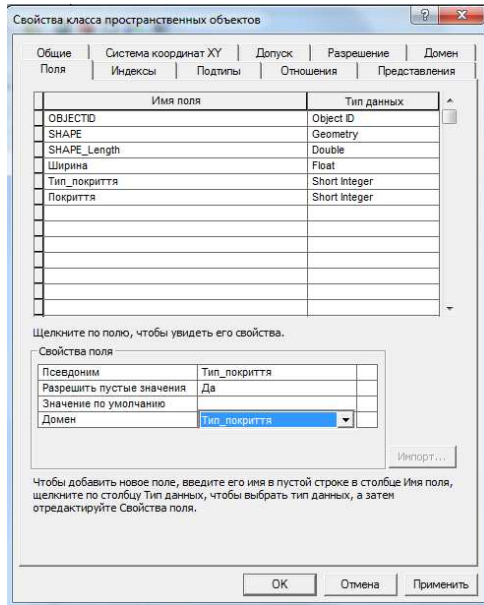 Свойства класса пространственных объектов
Общие Система координат XY Допуск Разрешение Домен
Поля Индексы Подтипы Отношения Представления
Имя поля Тип данных
OBJECTID Object ID
SHAPE Geometry
SHAPE_Length Double
Ширина Float
Тип_покриття Short Integer
Покриття Short Integer
Щелкните по полю, чтобы увидеть его свойства.
Свойства поля
Псевдоним Тип_покриття
Разрешить пустые значения Да
Значение по умолчанию
Домен Тип_покриття
Импорт...
Чтобы добавить новое поле, введите его имя в пустой строке в столбце Имя поля,
щелкните по столбцу Тип данных, чтобы выбрать тип данных, а затем
отредактируйте Свойства поля.
OK Отмена Применить